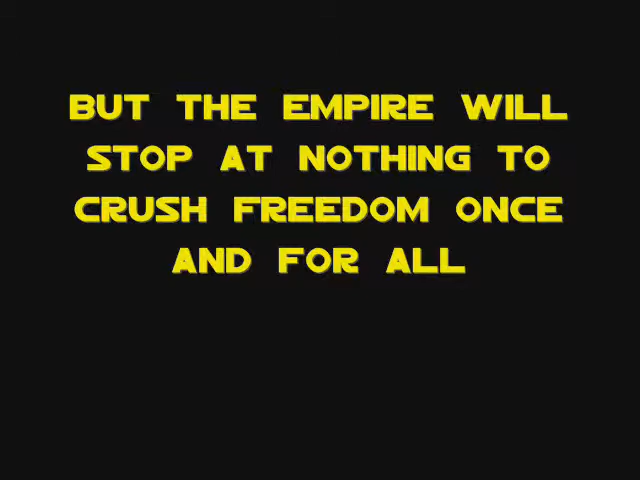 BUT THE EMPIRE WILL
STOP AT NOTHING TO
CRUSH FREEDOM ONCE
AND FOR ALL